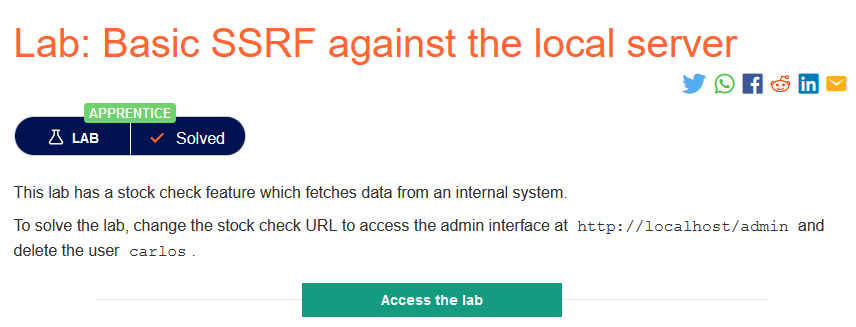 Lab: Basic SSRF against the local server
APPRENTICE
LAB
Solved
This lab has a stock check feature which fetches data from an internal system.
To solve the lab, change the stock check URL to access the admin interface at http://localhost/admin and
delete the user carlos .
Access the lab